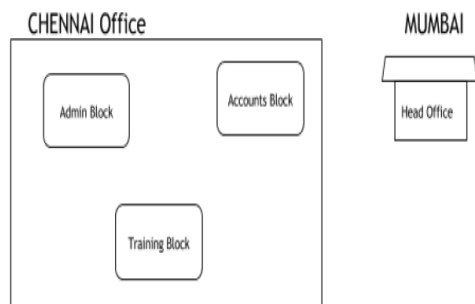 CHENNAI Office
MUMBAI
Admin Block
Accounts Block
Head Office
Training Block